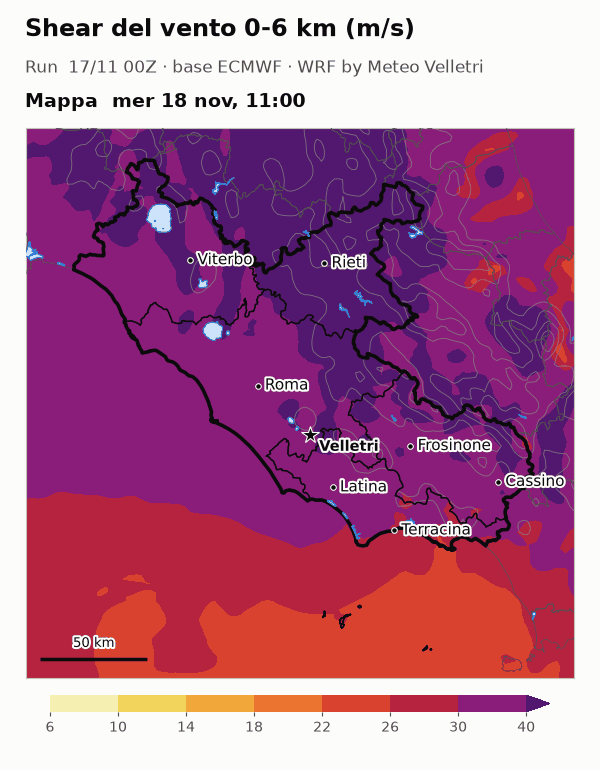 Shear del vento 0-6 km (m/s)
Run  17/11 00Z · base ECMWF · WRF by Meteo Velletri
Mappa  mer 18 nov, 11:00
Viterbo
Rieti
Roma
Velletri
Frosinone
Cassino
Latina
Terracina
50 km
6 10 14 18 22 26 30 40